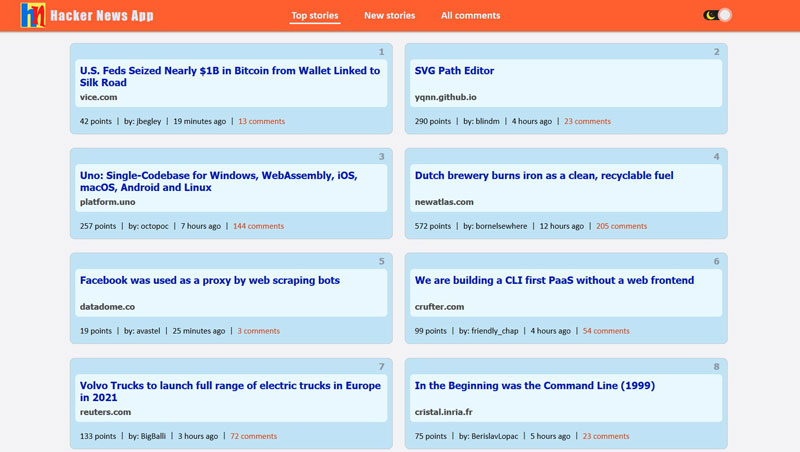 hn Hacker News App
Top stories New stories All comments
1
U.S. Feds Seized Nearly $1B in Bitcoin from Wallet Linked to
Silk Road
vice.com
42 points | by: jbegley | 19 minutes ago | 13 comments
2
SVG Path Editor
yqnn.github.io
290 points | by: blindm | 4 hours ago | 23 comments
3
Uno: Single-Codebase for Windows, WebAssembly, iOS,
macOS, Android and Linux
platform.uno
257 points | by: octopoc | 7 hours ago | 144 comments
4
Dutch brewery burns iron as a clean, recyclable fuel
newatlas.com
572 points | by: bornelsewhere | 12 hours ago | 205 comments
5
Facebook was used as a proxy by web scraping bots
datadome.co
19 points | by: avastel | 25 minutes ago | 3 comments
6
We are building a CLI first PaaS without a web frontend
crufter.com
99 points | by: friendly_chap | 4 hours ago | 54 comments
7
Volvo Trucks to launch full range of electric trucks in Europe
in 2021
reuters.com
133 points | by: BigBalli | 3 hours ago | 72 comments
8
In the Beginning was the Command Line (1999)
cristal.inria.fr
75 points | by: BerislavLopac | 5 hours ago | 23 comments